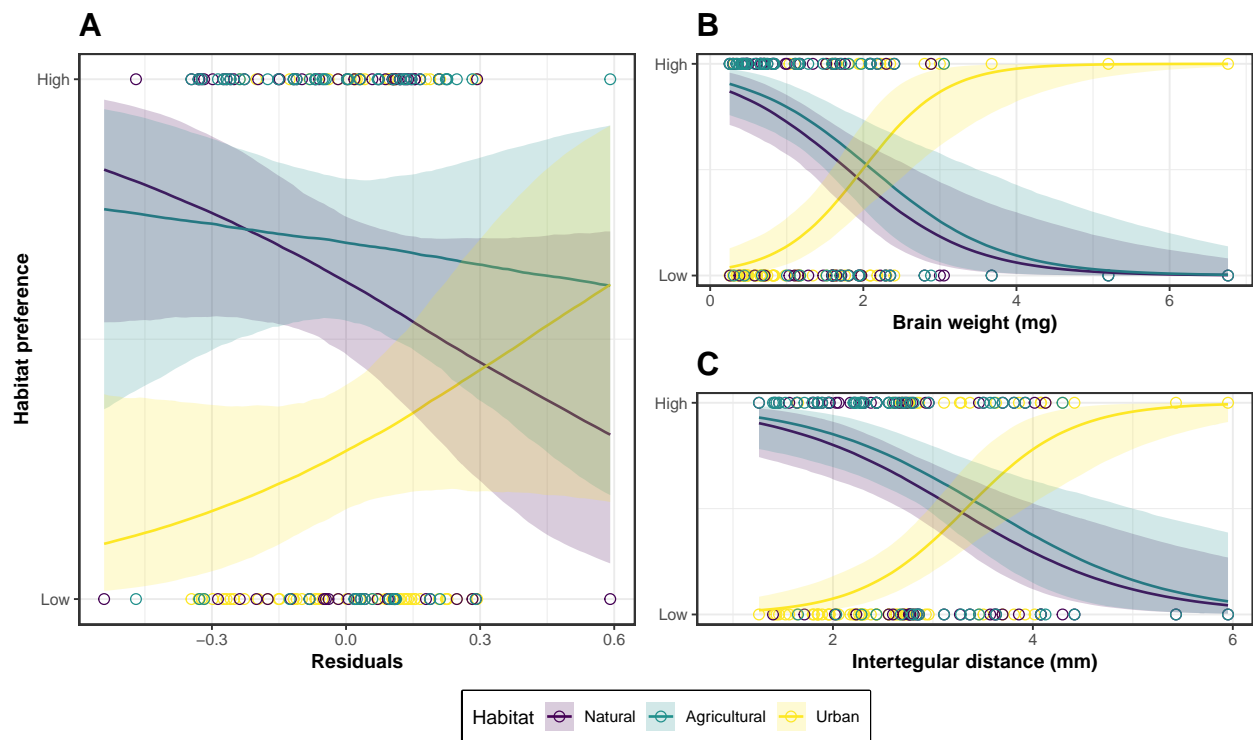 A
High
Low
Habitat preference
-0.3
0.0
0.3
0.6
Residuals
B
High
Low
0
2
4
6
Brain weight (mg)
C
High
Low
2
4
6
Intertegular distance (mm)
Habitat
Natural
Agricultural
Urban